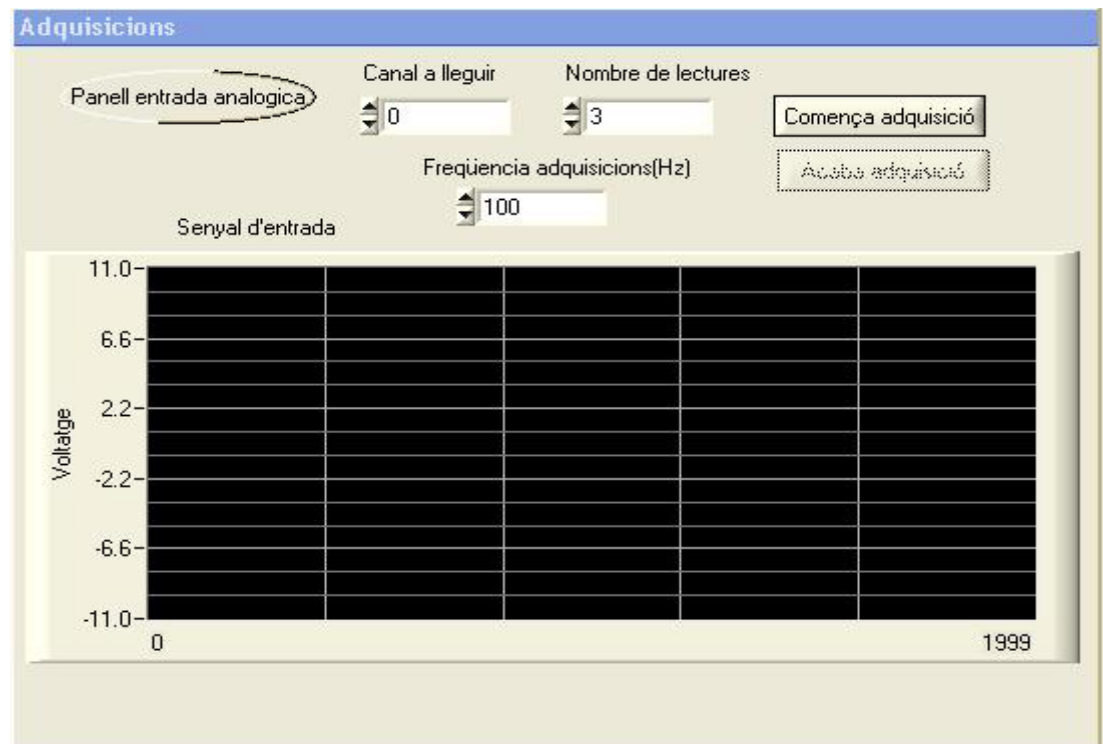 Adquisicions
Panell entrada analogica
Canal a lleguir
Nombre de lectures
0
3
Comença adquisició
Freqüencia adquisicions(Hz)
Acaba adquisició
100
Senyal d'entrada
11.0
6.6
2.2
-2.2
-6.6
-11.0
Voltatge
0
1999